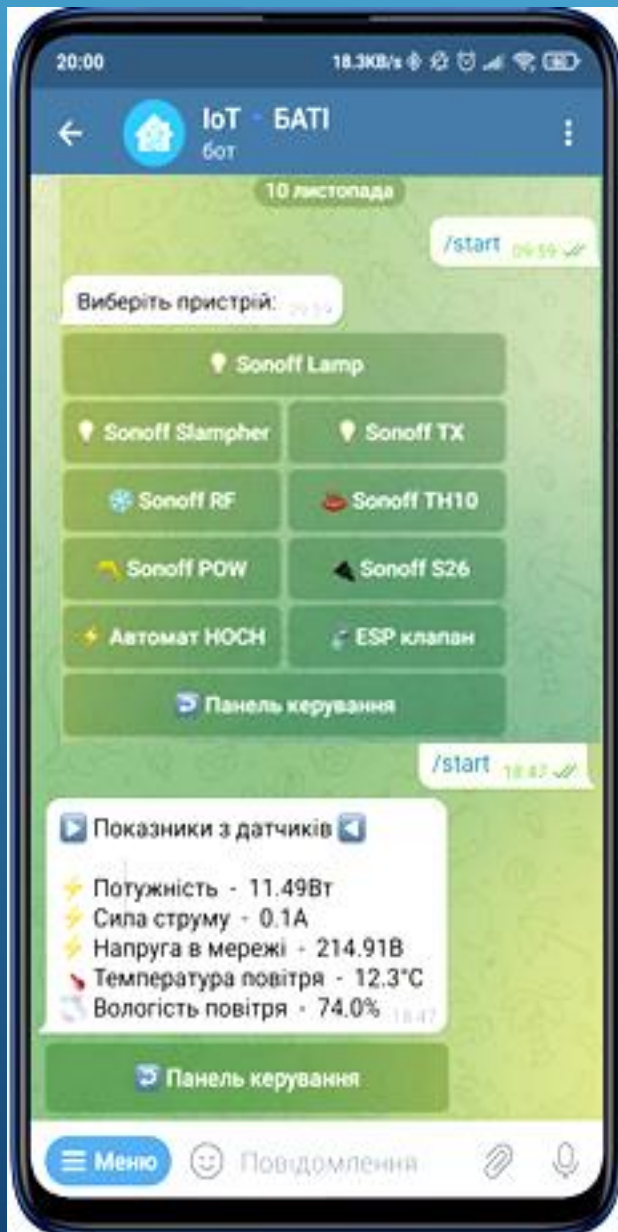 20:00 18.3KB/s
IoT - БАТІ
бот
10 листопада
/start 09:59
Виберіть пристрій: 09:59
Sonoff Lamp
Sonoff Slampher Sonoff TX
Sonoff RF Sonoff TH10
Sonoff POW Sonoff S26
Автомат НОСН ESP клапан
Панель керування
/start 18:47
Показники з датчиків
Потужність - 11.49Вт
Сила струму - 0.1А
Напруга в мережі - 214.91В
Температура повітря - 12.3°C
Вологість повітря - 74.0% 18:47
Панель керування
Меню Повідомлення